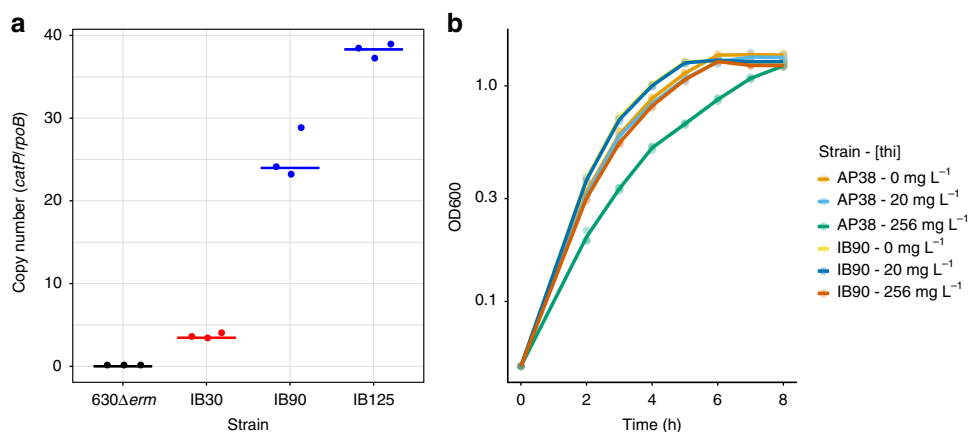 a
40
30
20
10
0
Copy number (catP/rpoB)
630Δerm IB30 IB90 IB125
Strain
b
1.0
0.3
0.1
OD600
0 2 4 6 8
Time (h)
Strain - [thi]
AP38 - 0 mg L⁻¹
AP38 - 20 mg L⁻¹
AP38 - 256 mg L⁻¹
IB90 - 0 mg L⁻¹
IB90 - 20 mg L⁻¹
IB90 - 256 mg L⁻¹